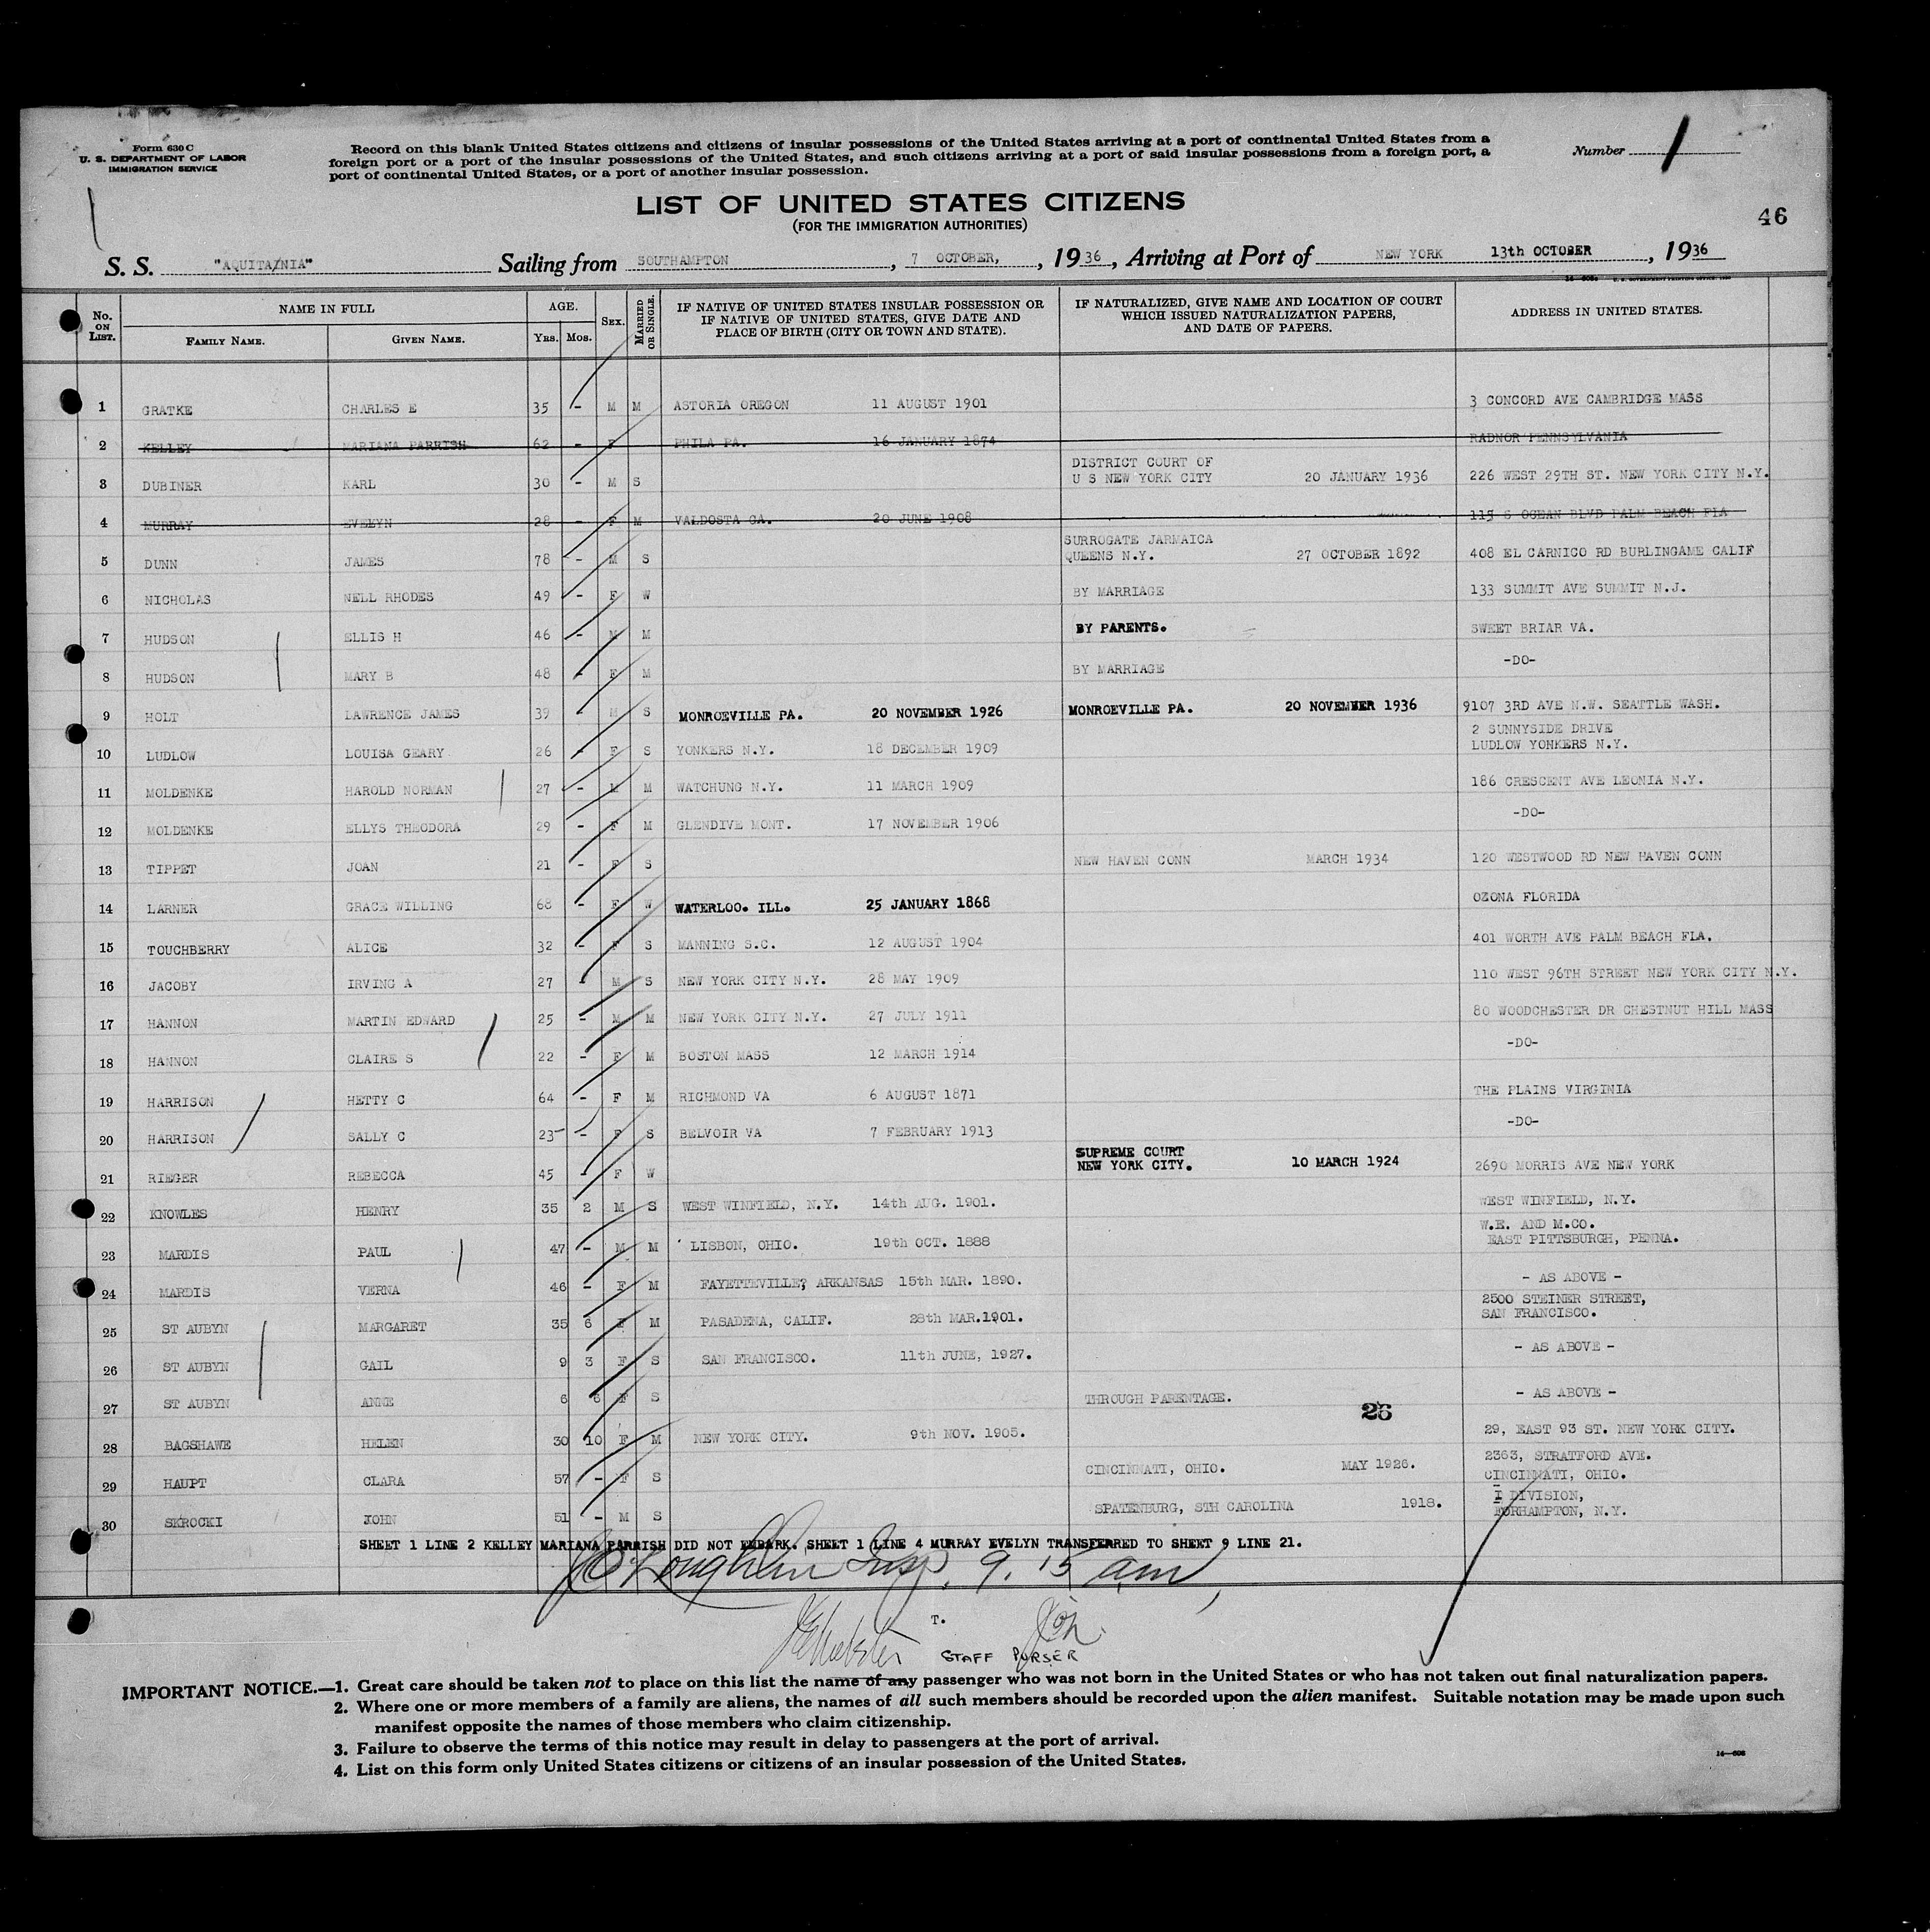 Form 630 C
U. S. DEPARTMENT OF LABOR
IMMIGRATION SERVICE
Record on this blank United States citizens and citizens of insular possessions of the United States arriving at a port of continental United States from a
foreign port or a port of the insular possessions of the United States, and such citizens arriving at a port of said insular possessions from a foreign port, a
port of continental United States, or a port of another insular possession.
Number 1
LIST OF UNITED STATES CITIZENS
(FOR THE IMMIGRATION AUTHORITIES)
46
S. S. "AQUITANIA" Sailing from SOUTHAMPTON, 7 OCTOBER, 1936, Arriving at Port of NEW YORK 13th OCTOBER, 1936
No. ON LIST. NAME IN FULL FAMILY NAME. GIVEN NAME. AGE. YRS. MOS. SEX. MARRIED OR SINGLE. IF NATIVE OF UNITED STATES INSULAR POSSESSION OR IF NATIVE OF UNITED STATES, GIVE DATE AND PLACE OF BIRTH (CITY OR TOWN AND STATE). IF NATURALIZED, GIVE NAME AND LOCATION OF COURT WHICH ISSUED NATURALIZATION PAPERS, AND DATE OF PAPERS. ADDRESS IN UNITED STATES.
1 GRATKE CHARLES E 35 - M M ASTORIA OREGON 11 AUGUST 1901 3 CONCORD AVE CAMBRIDGE MASS
2 KELLEY MARIANA PARRISH 62 - F PHILA PA. 16 JANUARY 1874 RADNOR PENNSYLVANIA
3 DUBINER KARL 30 - M S DISTRICT COURT OF U S NEW YORK CITY 20 JANUARY 1936 226 WEST 29TH ST. NEW YORK CITY N.Y.
4 MURRAY EVELYN 28 - F M VALDOSTA GA. 20 JUNE 1908 115 S OCEAN BLVD PALM BEACH FLA
5 DUNN JAMES 78 - M S SURROGATE JARMAICA QUEENS N.Y. 27 OCTOBER 1892 408 EL CARNICO RD BURLINGAME CALIF
6 NICHOLAS NELL RHODES 49 - F W BY MARRIAGE 133 SUMMIT AVE SUMMIT N.J.
7 HUDSON ELLIS H 46 - M M BY PARENTS. SWEET BRIAR VA.
8 HUDSON MARY B 48 - F M BY MARRIAGE -DO-
9 HOLT LAWRENCE JAMES 39 - M S MONROEVILLE PA. 20 NOVEMBER 1926 MONROEVILLE PA. 20 NOVEMBER 1936 9107 3RD AVE N.W. SEATTLE WASH.
10 LUDLOW LOUISA GEARY 26 - F S YONKERS N.Y. 18 DECEMBER 1909 2 SUNNYSIDE DRIVE LUDLOW YONKERS N.Y.
11 MOLDENKE HAROLD NORMAN 27 - M M WATCHUNG N.Y. 11 MARCH 1909 186 CRESCENT AVE LEONIA N.Y.
12 MOLDENKE ELLYS THEODORA 29 - F M GLENDIVE MONT. 17 NOVEMBER 1906 -DO-
13 TIPPET JOAN 21 - F S NEW HAVEN CONN MARCH 1934 120 WESTWOOD RD NEW HAVEN CONN
14 LARNER GRACE WILLING 68 - F W WATERLOO. ILL. 25 JANUARY 1868 OZONA FLORIDA
15 TOUCHBERRY ALICE 32 - F S MANNING S.C. 12 AUGUST 1904 401 WORTH AVE PALM BEACH FLA.
16 JACOBY IRVING A 27 - M S NEW YORK CITY N.Y. 28 MAY 1909 110 WEST 96TH STREET NEW YORK CITY N.Y.
17 HANNON MARTIN EDWARD 25 - M M NEW YORK CITY N.Y. 27 JULY 1911 80 WOODCHESTER DR CHESTNUT HILL MASS
18 HANNON CLAIRE S 22 - F M BOSTON MASS 12 MARCH 1914 -DO-
19 HARRISON HETTY C 64 - F M RICHMOND VA 6 AUGUST 1871 THE PLAINS VIRGINIA
20 HARRISON SALLY C 23 - F S BELVOIR VA 7 FEBRUARY 1913 -DO-
21 RIEGER REBECCA 45 - F W SUPREME COURT NEW YORK CITY. 10 MARCH 1924 2690 MORRIS AVE NEW YORK
22 KNOWLES HENRY 35 2 M S WEST WINFIELD, N.Y. 14th AUG. 1901. WEST WINFIELD, N.Y.
23 MARDIS PAUL 47 - M M LISBON, OHIO. 19th OCT. 1888 W.E. AND M.CO. EAST PITTSBURGH, PENNA.
24 MARDIS VERNA 46 - F M FAYETTEVILLE? ARKANSAS 15th MAR. 1890. - AS ABOVE -
25 ST AUBYN MARGARET 35 6 F M PASADENA, CALIF. 28th MAR.1901. 2500 STEINER STREET, SAN FRANCISCO.
26 ST AUBYN GAIL 9 3 F S SAN FRANCISCO. 11th JUNE, 1927. - AS ABOVE -
27 ST AUBYN ANNE 6 6 F S THROUGH PARENTAGE. - AS ABOVE -
26
28 BAGSHAWE HELEN 30 10 F M NEW YORK CITY. 9th NOV. 1905. 29, EAST 93 ST. NEW YORK CITY.
29 HAUPT CLARA 57 - F S CINCINNATI, OHIO. MAY 1926. 2363, STRATFORD AVE. CINCINNATI, OHIO.
30 SKROCKI JOHN 51 - M S SPATENBURG, STH CAROLINA 1918. I DIVISION, FORHAMPTON, N.Y.
SHEET 1 LINE 2 KELLEY MARIANA PARRISH DID NOT EMBARK. SHEET 1 LINE 4 MURRAY EVELYN TRANSFERRED TO SHEET 9 LINE 21.
Insp. 9.15 am
T.
STAFF PURSER
IMPORTANT NOTICE.—1. Great care should be taken not to place on this list the name of any passenger who was not born in the United States or who has not taken out final naturalization papers.
2. Where one or more members of a family are aliens, the names of all such members should be recorded upon the alien manifest. Suitable notation may be made upon such
manifest opposite the names of those members who claim citizenship.
3. Failure to observe the terms of this notice may result in delay to passengers at the port of arrival.
4. List on this form only United States citizens or citizens of an insular possession of the United States.